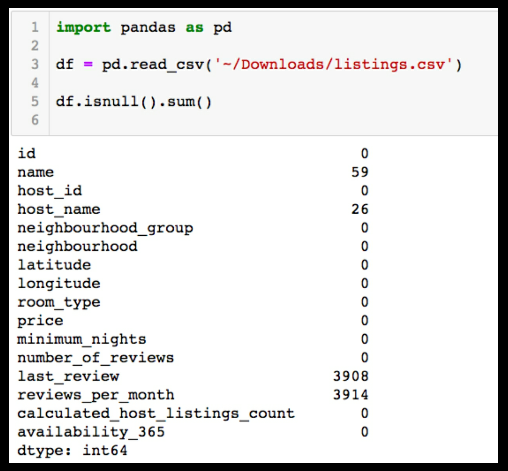 1 import pandas as pd
2
3 df = pd.read_csv('~/Downloads/listings.csv')
4
5 df.isnull().sum()
6
id 0
name 59
host_id 0
host_name 26
neighbourhood_group 0
neighbourhood 0
latitude 0
longitude 0
room_type 0
price 0
minimum_nights 0
number_of_reviews 0
last_review 3908
reviews_per_month 3914
calculated_host_listings_count 0
availability_365 0
dtype: int64